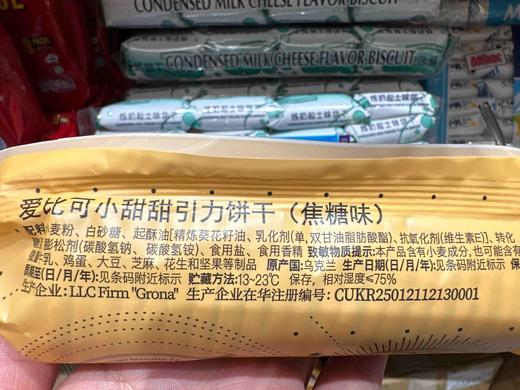 CONDENSED MILK CHEESE FLAVOR BISCUIT
CONDENSED MILK CHEESE FLAVOR BISCUIT
炼奶起士味
炼奶起士味
爱比可小甜甜引力饼干（焦糖味）
配料:麦粉、白砂糖、起酥油[精炼葵花籽油、乳化剂(单,双甘油脂肪酸酯)、抗氧化剂(维生素E)]、转化
膨松剂(碳酸氢钠、碳酸氢铵)、食用盐、食用香精 致敏物质提示:本产品含有小麦成分,也可能含有
乳、鸡蛋、大豆、芝麻、花生和坚果等制品 原产国:乌克兰 生产日期(日/月/年):见条码附近标示
至(日/月/年):见条码附近标示 贮藏方法:13~23℃ 保存，相对湿度≤75%
生产企业:LLC Firm "Grona" 生产企业在华注册编号: CUKR25012112130001